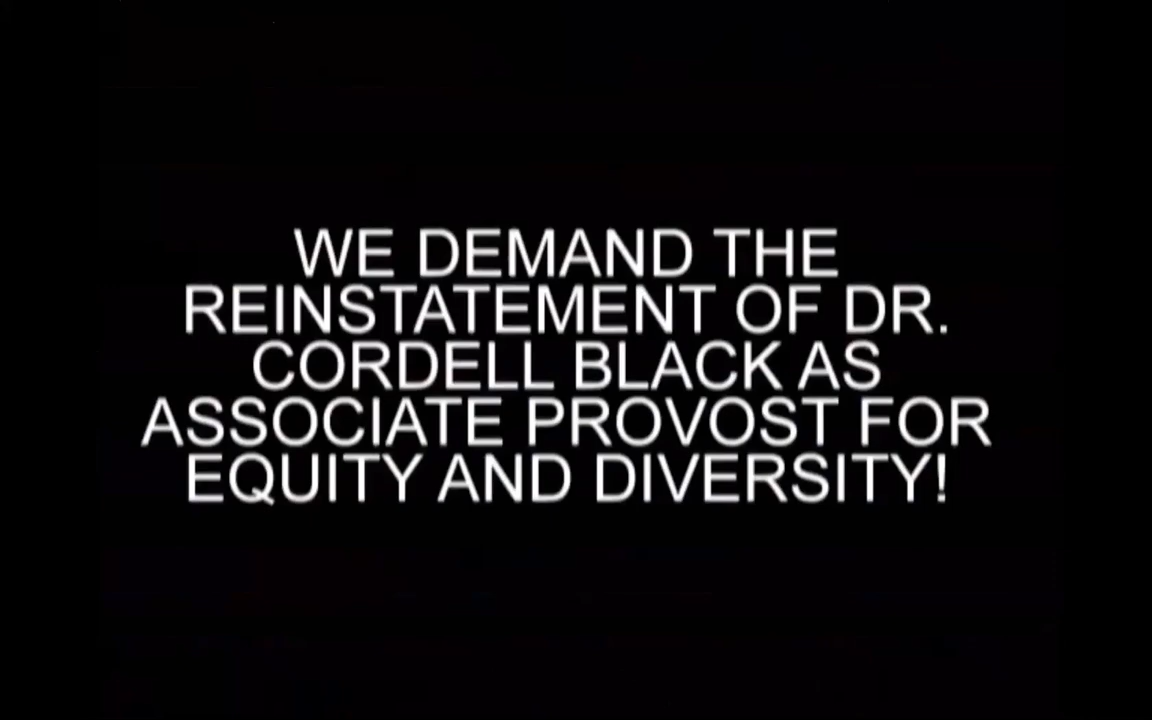 WE DEMAND THE
REINSTATEMENT OF DR.
CORDELL BLACK AS
ASSOCIATE PROVOST FOR
EQUITY AND DIVERSITY!